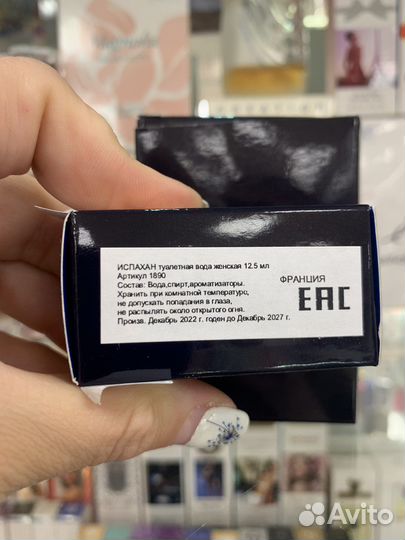 ИСПАХАН туалетная вода женская 12.5 мл
Артикул 1890
Состав: Вода,спирт,ароматизаторы.
Хранить при комнатной температуро,
не допускать попадания в глаза,
не распылять около открытого огня.
Произв. Декабрь 2022 г. годен до Декабрь 2027 г.
ФРАНЦИЯ
EAC
Avito